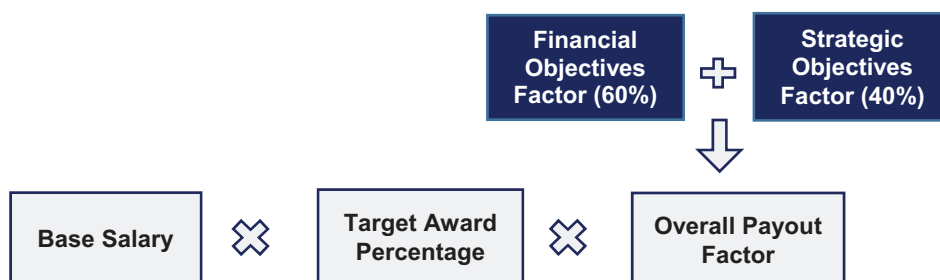 Financial
Objectives
Factor (60%)
Strategic
Objectives
Factor (40%)
Base Salary
Target Award
Percentage
Overall Payout
Factor